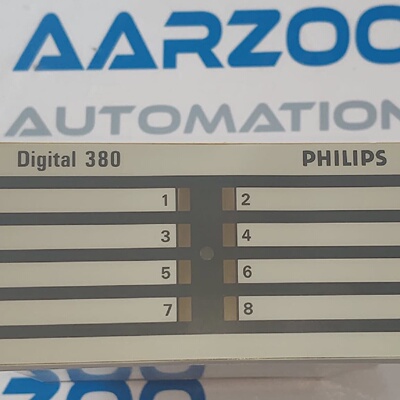 AARZOO
AUTOMATION
Digital 380 PHILIPS
1 2
3 4
5 6
7 8